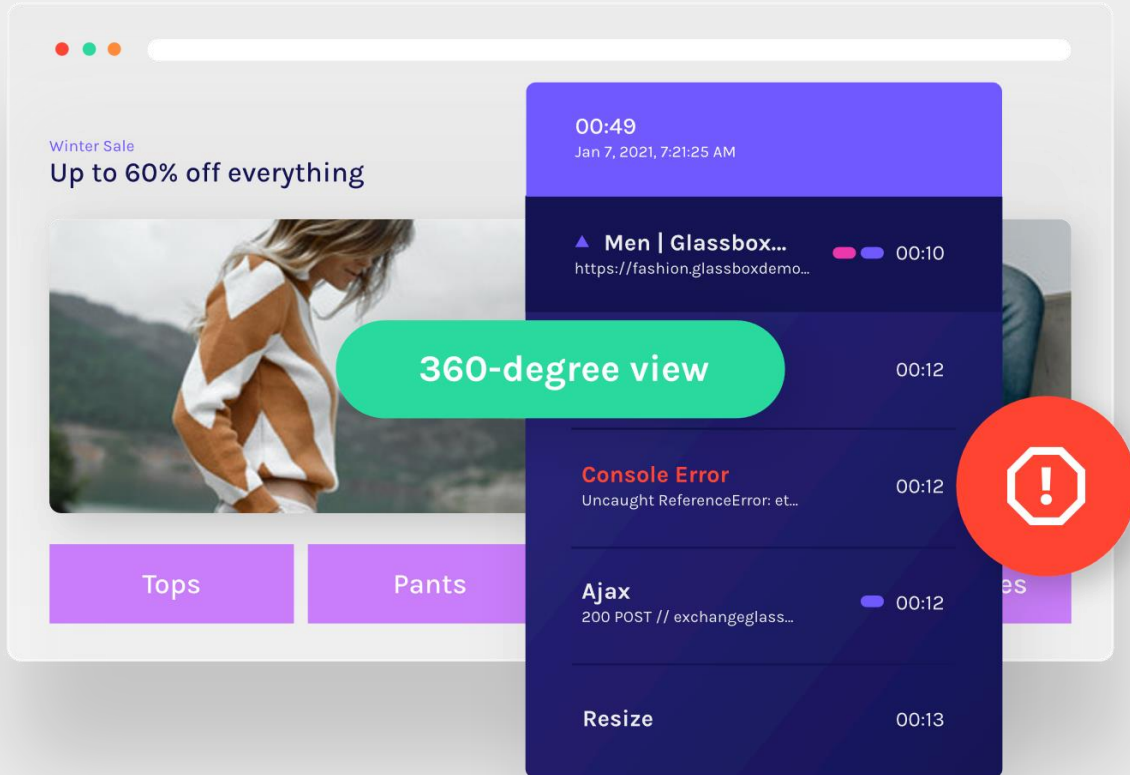 Winter Sale
Up to 60% off everything
00:49
Jan 7, 2021, 7:21:25 AM
Men | Glassbox...
https://fashion.glassboxdemo...
00:10
360-degree view
00:12
Console Error
Uncaught ReferenceError: et...
00:12
Ajax
200 POST // exchangeglass...
00:12
Resize
00:13
Tops
Pants
es